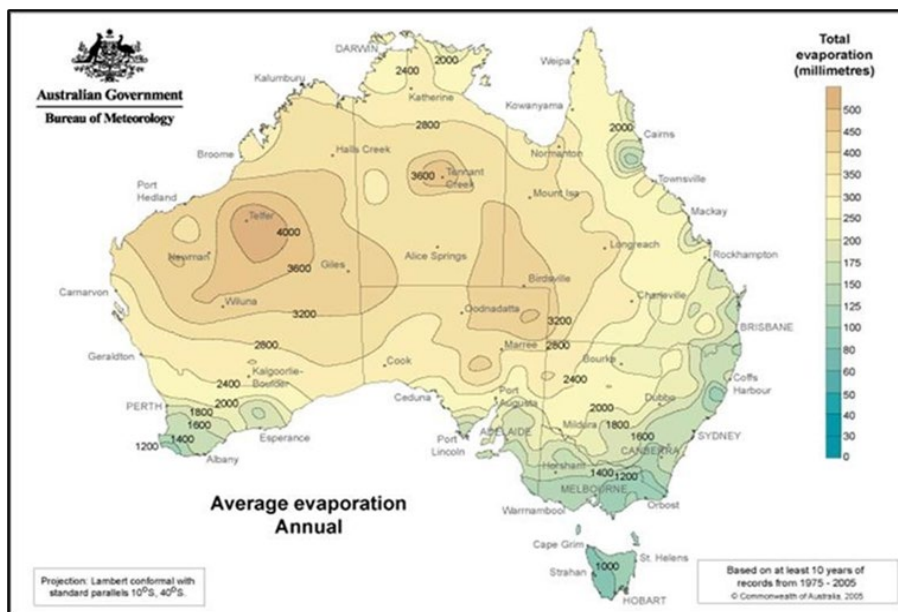 Australian Government
Bureau of Meteorology
DARWIN
2000
2400
Weipa
Kalumburu
Katherine
Kowanyama
Total
evaporation
(millimetres)
2800
2000
Cairns
Broome
Halls Creek
Normanton
3600
Tennant
Creek
Townsville
Port
Hedland
Mount Isa
Mackay
Telfer
4000
Newman
Longreach
Alice Springs
Rockhampton
3600
Giles
Birdsville
Carnarvon
Wiluna
Charleville
3200
Oodnadatta
3200
BRISBANE
2800
Marree
2800
Geraldton
Cook
Bourke
Kalgoorlie-
Boulder
2400
2400
Coffs
Harbour
Ceduna
Port
Augusta
2000
Dubbo
PERTH
2000
1800
1600
1400
1200
Esperance
Albany
Port
Lincoln
ADELAIDE
Mildura
1800
1600
SYDNEY
CANBERRA
Horsham
1400
1200
MELBOURNE
Warrnambool
Orbost
Cape Grim
St. Helens
Strahan
1000
HOBART
500
450
400
350
300
250
200
175
150
125
100
80
60
50
40
30
0
Average evaporation
Annual
Projection: Lambert conformal with
standard parallels 10°S, 40°S.
Based on at least 10 years of
records from 1975 - 2005
© Commonwealth of Australia, 2005